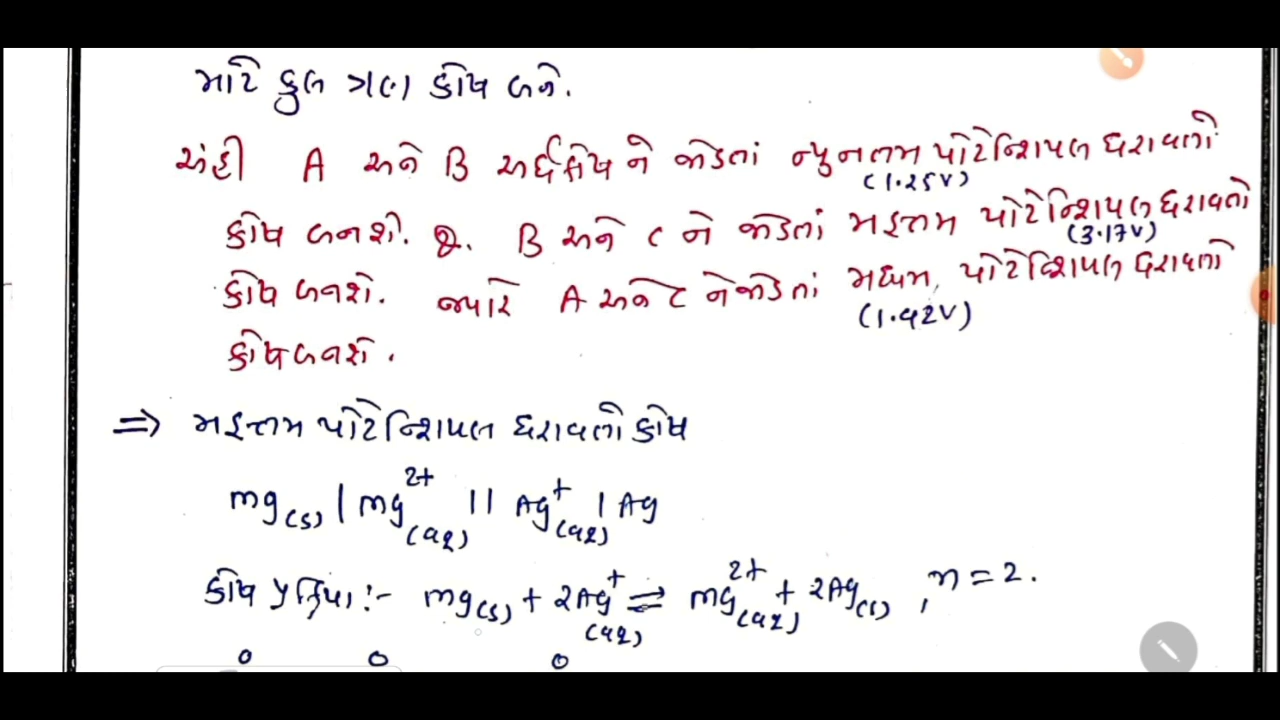 માટે કુલ ત્રણ કોષ બને.
અહીં A અને B અર્ધકોષ ને જોડતાં ન્યુનતમ પોટેન્શિયલ ધરાવતો
(1.25V)
કોષ બનશે. છે. B અને C ને જોડતાં મહત્તમ પોટેન્શિયલ ધરાવતો
(3.17V)
કોષ બનશે. જ્યારે A અને C ને જોડતાં મધ્યમ પોટેન્શિયલ ધરાવતો
(1.92V)
કોષ બનશે.
⇒ મહત્તમ પોટેન્શિયલ ધરાવતો કોષ
Mg(s) | Mg²⁺(aq) || Ag⁺(aq) | Ag
કોષ પ્રક્રિયા :- Mg(s) + 2Ag⁺(aq) ⇌ Mg²⁺(aq) + 2Ag(s) , n = 2.